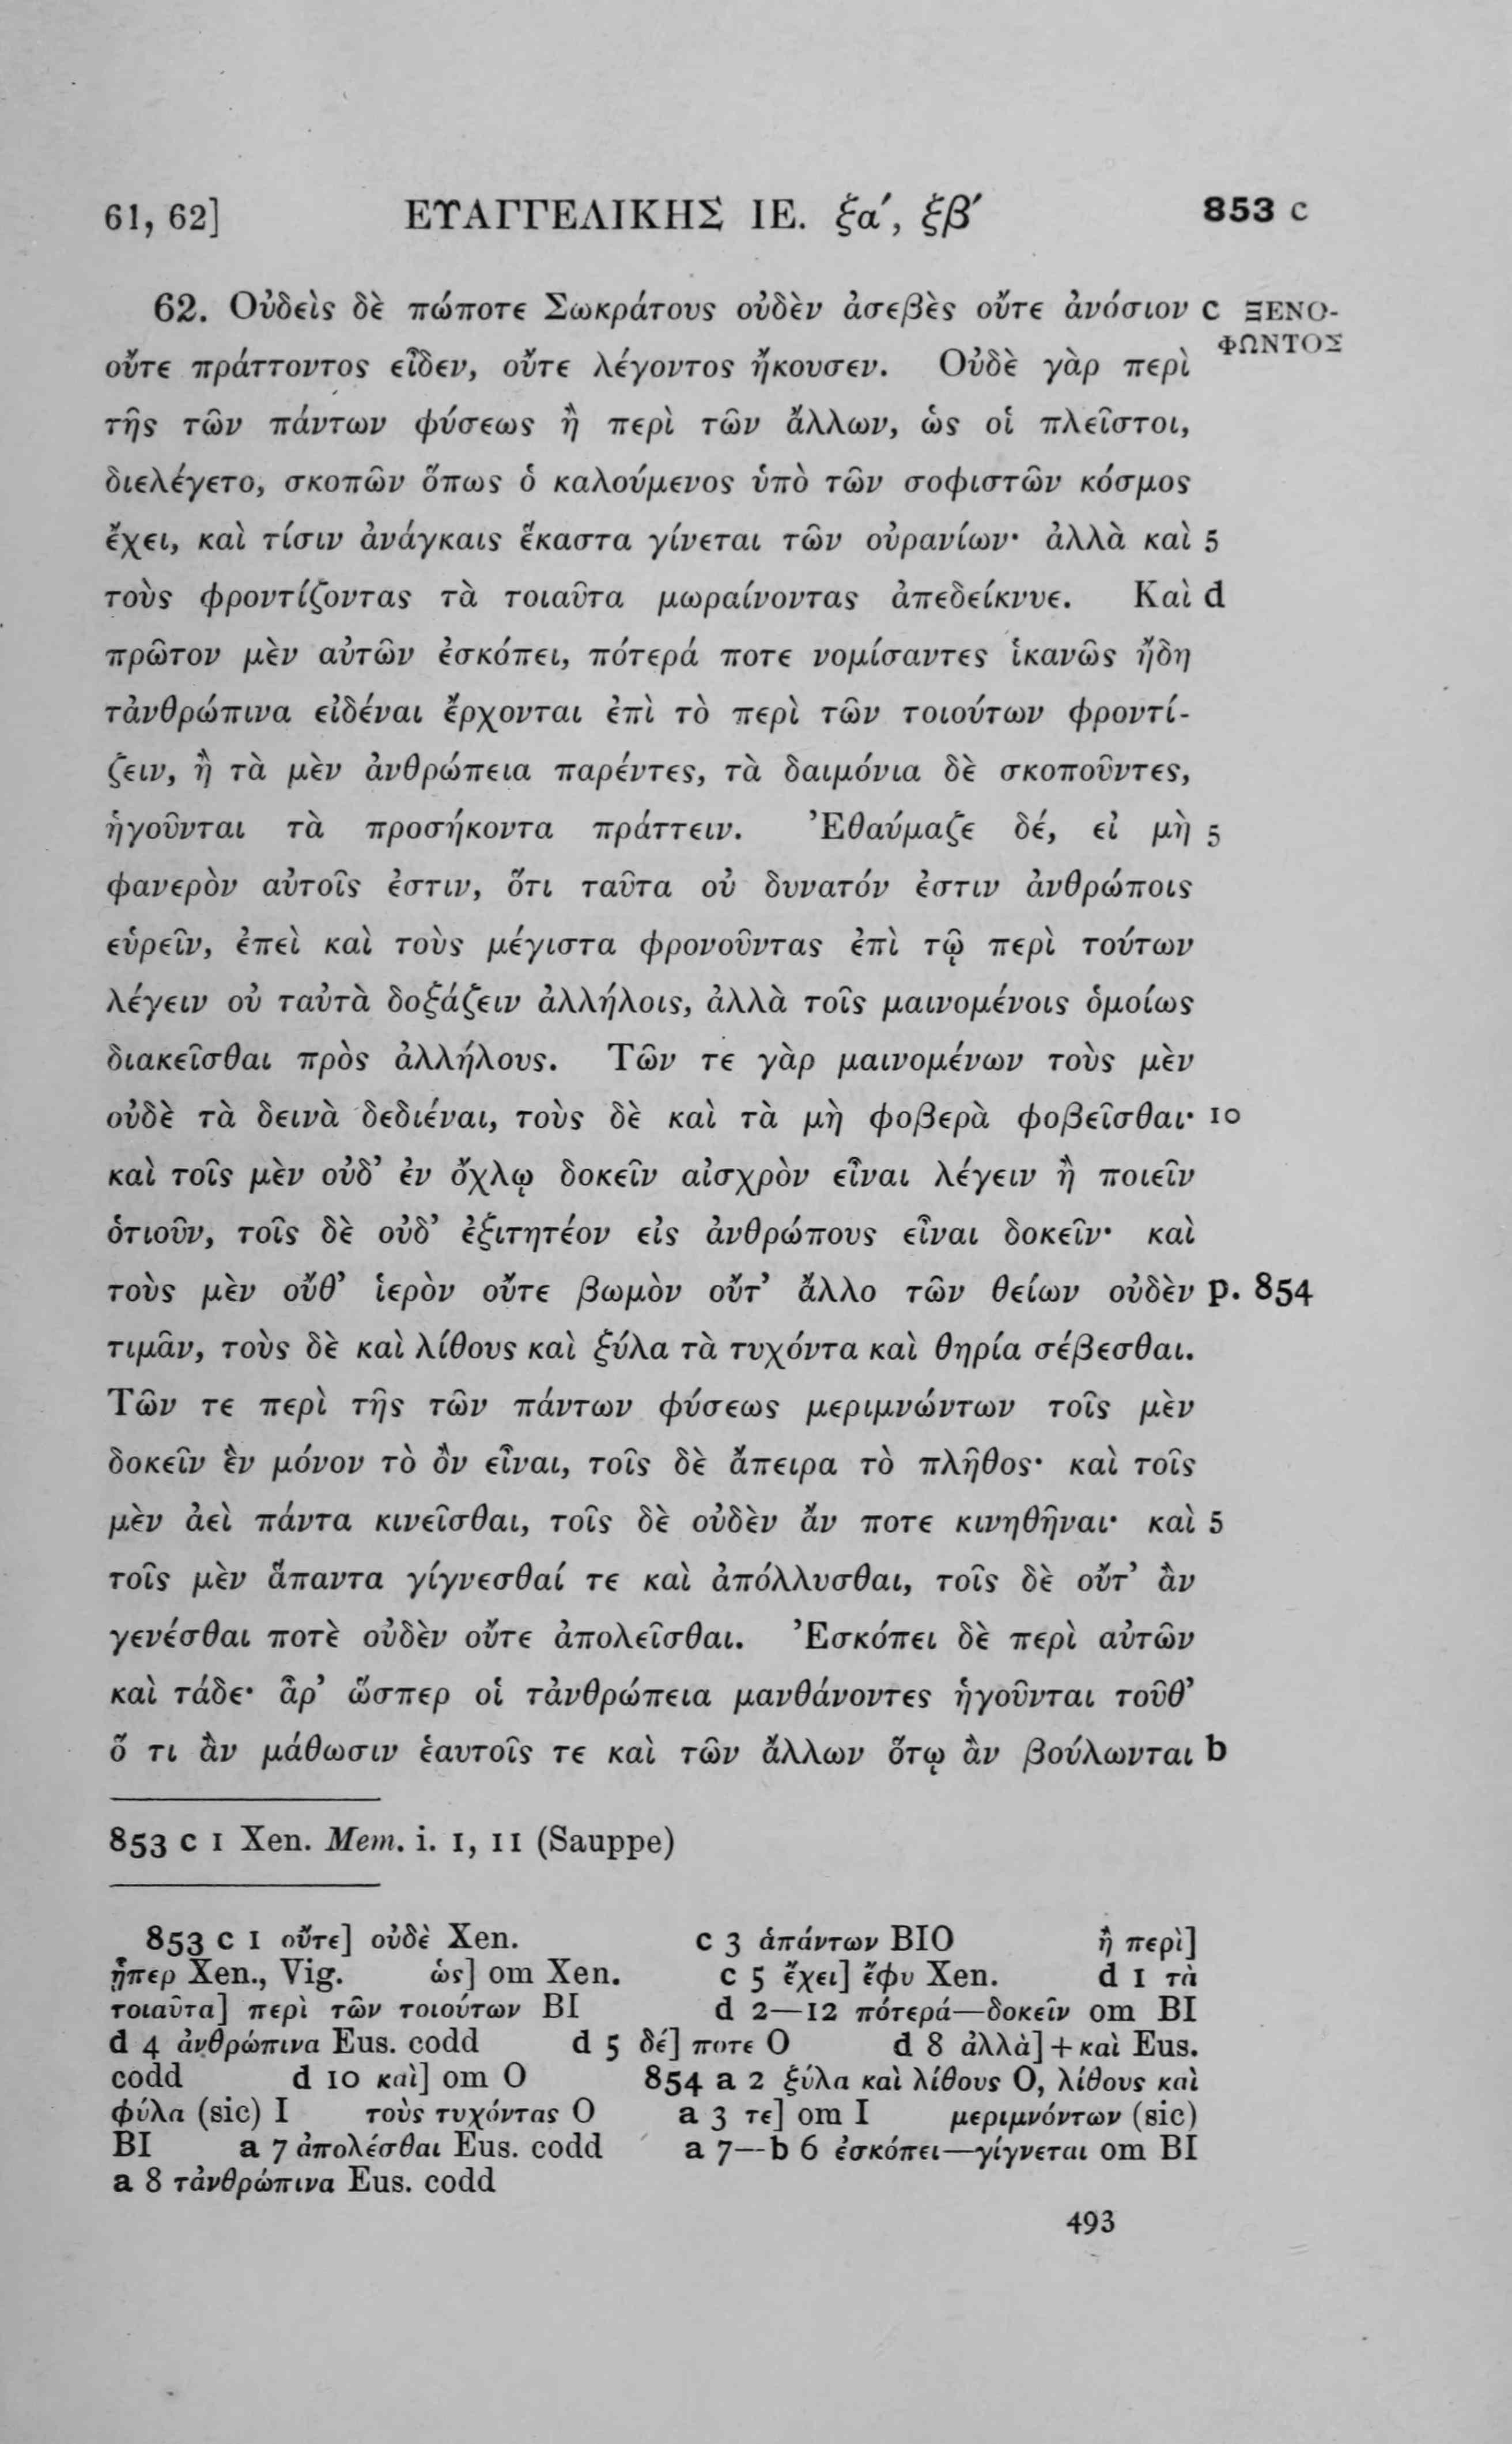 61, 62] ΕΥΑΓΓΕΛΙΚΗΣ ΙΕ. ξα′, ξβ′ 853 c
62. Οὐδεὶς δὲ πώποτε Σωκράτους οὐδὲν ἀσεβὲς οὔτε ἀνόσιον c ΞΕΝΟ-
οὔτε πράττοντος εἶδεν, οὔτε λέγοντος ἤκουσεν. Οὐδὲ γὰρ περὶ ΦΩΝΤΟΣ
τῆς τῶν πάντων φύσεως ἢ περὶ τῶν ἄλλων, ὡς οἱ πλεῖστοι,
διελέγετο, σκοπῶν ὅπως ὁ καλούμενος ὑπὸ τῶν σοφιστῶν κόσμος
ἔχει, καὶ τίσιν ἀνάγκαις ἕκαστα γίνεται τῶν οὐρανίων· ἀλλὰ καὶ 5
τοὺς φροντίζοντας τὰ τοιαῦτα μωραίνοντας ἀπεδείκνυε. Καὶ d
πρῶτον μὲν αὐτῶν ἐσκόπει, πότερά ποτε νομίσαντες ἱκανῶς ἤδη
τἀνθρώπινα εἰδέναι ἔρχονται ἐπὶ τὸ περὶ τῶν τοιούτων φροντί-
ζειν, ἢ τὰ μὲν ἀνθρώπεια παρέντες, τὰ δαιμόνια δὲ σκοποῦντες,
ἡγοῦνται τὰ προσήκοντα πράττειν. Ἐθαύμαζε δέ, εἰ μὴ 5
φανερὸν αὐτοῖς ἐστιν, ὅτι ταῦτα οὐ δυνατόν ἐστιν ἀνθρώποις
εὑρεῖν, ἐπεὶ καὶ τοὺς μέγιστα φρονοῦντας ἐπὶ τῷ περὶ τούτων
λέγειν οὐ ταὐτὰ δοξάζειν ἀλλήλοις, ἀλλὰ τοῖς μαινομένοις ὁμοίως
διακεῖσθαι πρὸς ἀλλήλους. Τῶν τε γὰρ μαινομένων τοὺς μὲν
οὐδὲ τὰ δεινὰ δεδιέναι, τοὺς δὲ καὶ τὰ μὴ φοβερὰ φοβεῖσθαι· 10
καὶ τοῖς μὲν οὐδ’ ἐν ὄχλῳ δοκεῖν αἰσχρὸν εἶναι λέγειν ἢ ποιεῖν
ὁτιοῦν, τοῖς δὲ οὐδ’ ἐξιτητέον εἰς ἀνθρώπους εἶναι δοκεῖν· καὶ
τοὺς μὲν οὔθ’ ἱερὸν οὔτε βωμὸν οὔτ’ ἄλλο τῶν θείων οὐδὲν p. 854
τιμᾶν, τοὺς δὲ καὶ λίθους καὶ ξύλα τὰ τυχόντα καὶ θηρία σέβεσθαι.
Τῶν τε περὶ τῆς τῶν πάντων φύσεως μεριμνώντων τοῖς μὲν
δοκεῖν ἓν μόνον τὸ ὂν εἶναι, τοῖς δὲ ἄπειρα τὸ πλῆθος· καὶ τοῖς
μὲν ἀεὶ πάντα κινεῖσθαι, τοῖς δὲ οὐδὲν ἄν ποτε κινηθῆναι· καὶ 5
τοῖς μὲν ἅπαντα γίγνεσθαί τε καὶ ἀπόλλυσθαι, τοῖς δὲ οὔτ’ ἂν
γενέσθαι ποτὲ οὐδὲν οὔτε ἀπολεῖσθαι. Ἐσκόπει δὲ περὶ αὐτῶν
καὶ τάδε· ἆρ’ ὥσπερ οἱ τἀνθρώπεια μανθάνοντες ἡγοῦνται τοῦθ’
ὅ τι ἂν μάθωσιν ἑαυτοῖς τε καὶ τῶν ἄλλων ὅτῳ ἂν βούλωνται b
853 c 1 Xen. Mem. i. 1, 11 (Sauppe)
853 c 1 οὔτε] οὐδὲ Xen. c 3 ἁπάντων BIO ἢ περὶ]
ᾗπερ Xen., Vig. ὡς] om Xen. c 5 ἔχει] ἔφυ Xen. d 1 τὰ
τοιαῦτα] περὶ τῶν τοιούτων BI d 2—12 πότερά—δοκεῖν om BI
d 4 ἀνθρώπινα Eus. codd d 5 δέ] ποτε O d 8 ἀλλὰ] + καὶ Eus.
codd d 10 καὶ] om O 854 a 2 ξύλα καὶ λίθους O, λίθους καὶ
φύλα (sic) I τοὺς τυχόντας O a 3 τε] om I μεριμνόντων (sic)
BI a 7 ἀπολέσθαι Eus. codd a 7—b 6 ἐσκόπει—γίγνεται om BI
a 8 τἀνθρώπινα Eus. codd
493